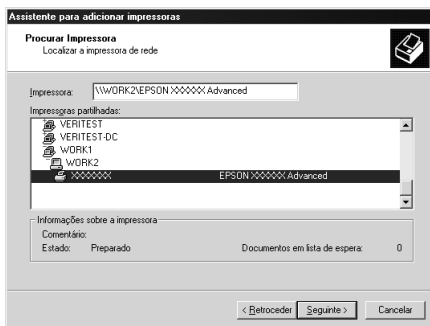 Assistente para adicionar impressoras
Procurar Impressora
Localizar a impressora de rede
Impressora: \\WORK2\EPSON XXXXXX Advanced
Impressoras partilhadas:
VERITEST
VERITEST-DC
WORK1
WORK2
XXXXXXX EPSON XXXXXX Advanced
Informações sobre a impressora
Comentário:
Estado: Preparado Documentos em lista de espera: 0
< Retroceder Seguinte > Cancelar